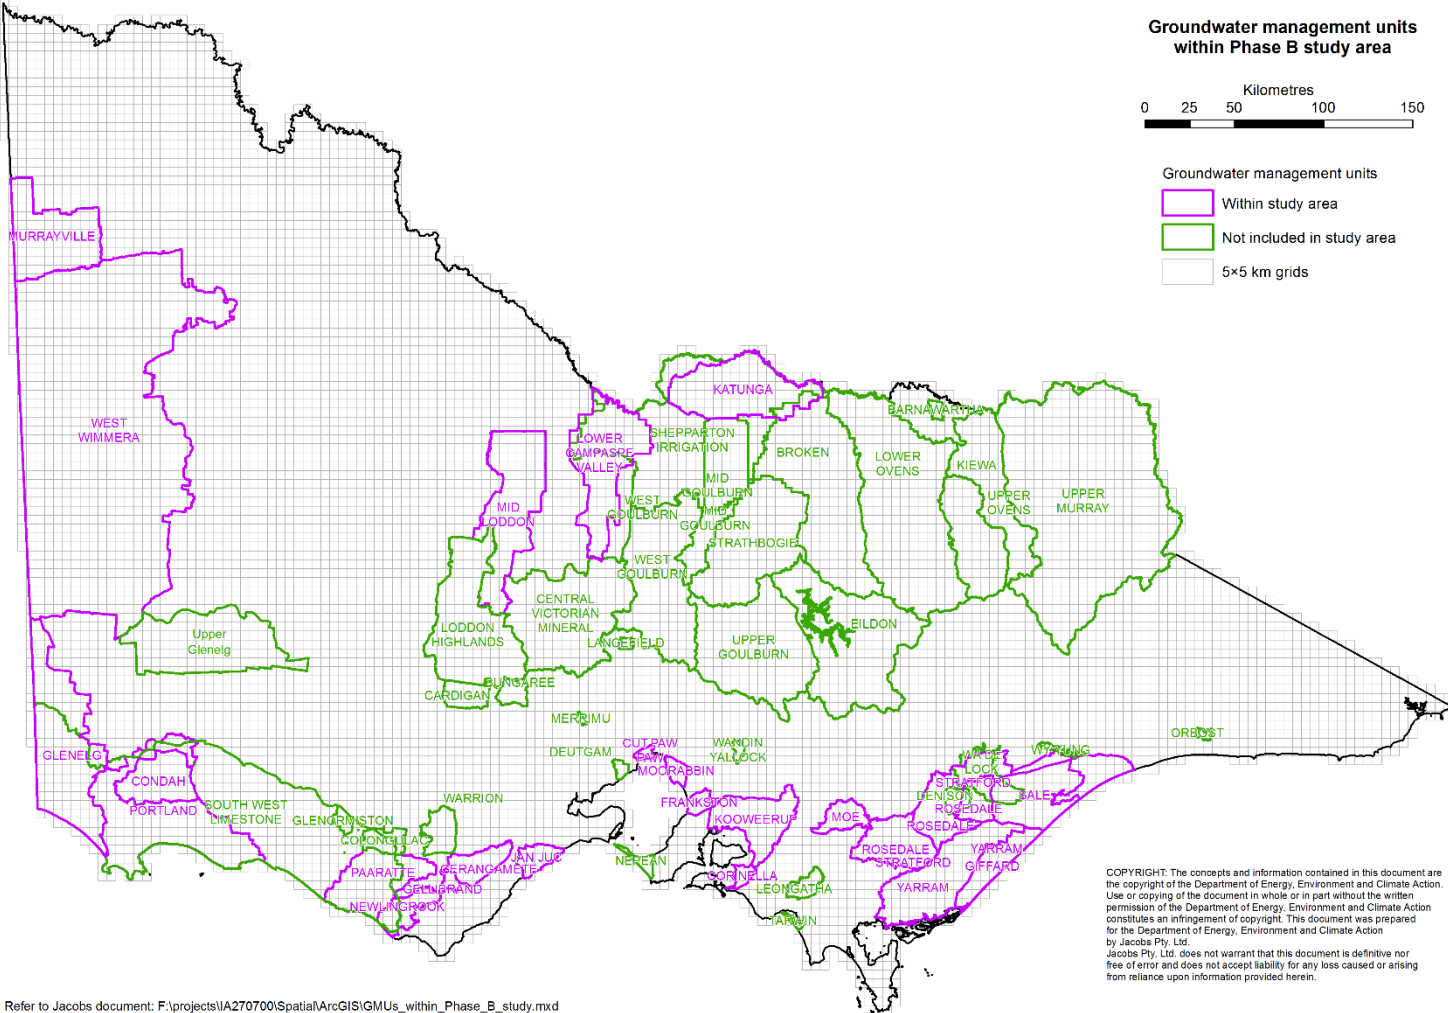 Groundwater management units
within Phase B study area
Kilometres
0 25 50 100 150
Groundwater management units
Within study area
Not included in study area
5×5 km grids
MURRAYVILLE
WEST
WIMMERA
KATUNGA
BARNAWARTHA
SHEPPARTON
IRRIGATION
LOWER
CAMPASPE
VALLEY
BROKEN
LOWER
OVENS
KIEWA
MID
GOULBURN
UPPER
OVENS
UPPER
MURRAY
WEST
GOULBURN
MID
GOULBURN
MID
LODDON
STRATHBOGIE
WEST
GOULBURN
CENTRAL
VICTORIAN
MINERAL
EILDON
LODDON
HIGHLANDS
Upper
Glenelg
LANCEFIELD
UPPER
GOULBURN
BUNGAREE
CARDIGAN
MERRIMU
ORBOST
DEUTGAM
CUT PAW
PAW
WANDIN
YALLOCK
GLENELG
WA DE
LOCK
WY YUNG
MOORABBIN
CONDAH
STRATFORD
DENISON
SALE
PORTLAND
SOUTH WEST
LIMESTONE
WARRION
FRANKSTON
ROSEDALE
GLENORMISTON
KOOWEERUP
MOE
ROSEDALE
COLONGULAC
ROSEDALE
YARRAM
JAN JUC
NEPEAN
STRATFORD
GIFFARD
PAARATTE
GERANGAMETE
CORINELLA
GELLIBRAND
LEONGATHA
YARRAM
NEWLINGROOK
TARWIN
COPYRIGHT: The concepts and information contained in this document are
the copyright of the Department of Energy, Environment and Climate Action.
Use or copying of the document in whole or in part without the written
permission of the Department of Energy, Environment and Climate Action
constitutes an infringement of copyright. This document was prepared
for the Department of Energy, Environment and Climate Action
by Jacobs Pty. Ltd.
Jacobs Pty. Ltd. does not warrant that this document is definitive nor
free of error and does not accept liability for any loss caused or arising
from reliance upon information provided herein.
Refer to Jacobs document: F:\projects\IA270700\Spatial\ArcGIS\GMUs_within_Phase_B_study.mxd